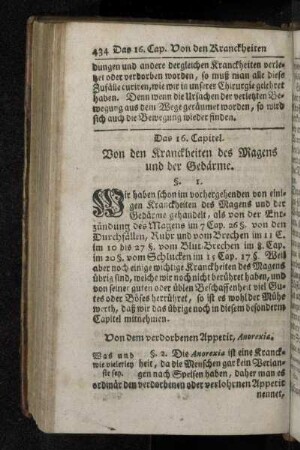 434 Das 16. Cap. Von den Kranckheiten
dungen und andere dergleichen Kranckheiten verle-
tzet oder verdorben worden, so muß man alle diese
Zufälle curiren, wie wir in unserer Chirurgie gelehret
haben. Denn wenn die Ursachen der verletzten Be-
wegung aus dem Wege geräumet worden, so wird
sich auch die Bewegung wieder finden.
Das 16. Capitel.
Von den Kranckheiten des Magens
und der Gedärme.
§. 1.
Wir haben schon im vorhergehenden von eini-
gen Kranckheiten des Magens und der
Gedärme gehandelt, als von der Ent-
zündung des Magens im 7 Cap. 26 §. von den
Durchfällen, Ruhr und vom Brechen im 11 C.
im 10 bis 27 §. vom Blut-Brechen im 8. Cap.
im 20 §. vom Schlucken im 15 Cap. 17 §. Weil
aber noch einige wichtige Kranckheiten des Magens
übrig sind, welche wir noch nicht berühret haben, und
von seiner guten oder üblen Beschaffenheit viel Gu-
tes oder Böses herrühret, so ist es wohl der Müh
werth, daß wir das übrige noch in diesem besondern
Capitel mitnehmen.
Von dem verdorbenen Appetit, Anorexia.
Was und
wie vielerley
sie sey.
§. 2. Die Anorexia ist eine Kranck-
heit, da die Menschen gar kein Verlan-
gen nach Speisen haben, daher man es
ordinär den verdorbenen oder verlohrnen Appetit
nennet,